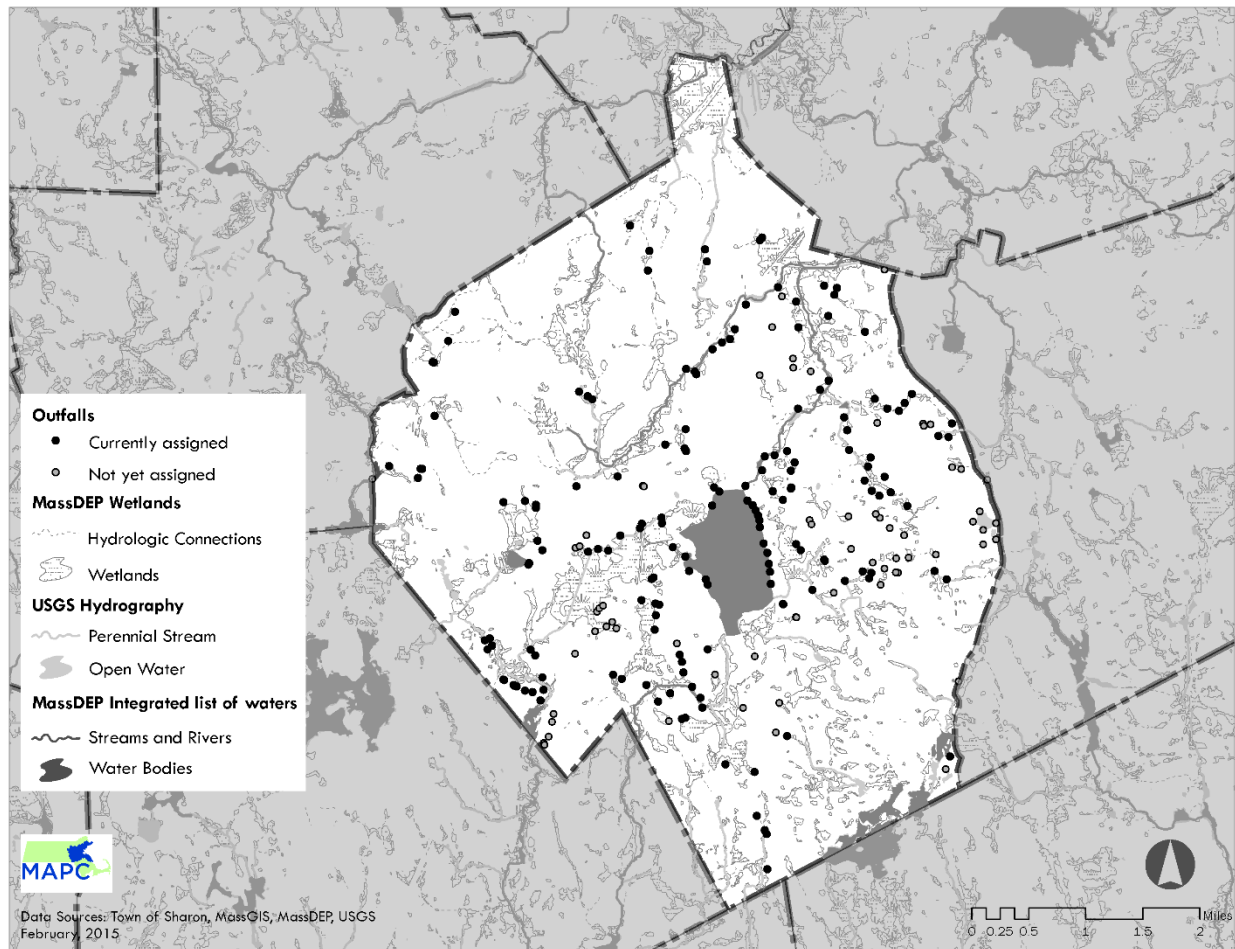 Outfalls
Currently assigned
Not yet assigned
MassDEP Wetlands
Hydrologic Connections
Wetlands
USGS Hydrography
Perennial Stream
Open Water
MassDEP Integrated list of waters
Streams and Rivers
Water Bodies
MAPC
Data Sources: Town of Sharon, MassGIS, MassDEP, USGS
February, 2015
Miles
0 0.25 0.5 1 1.5 2